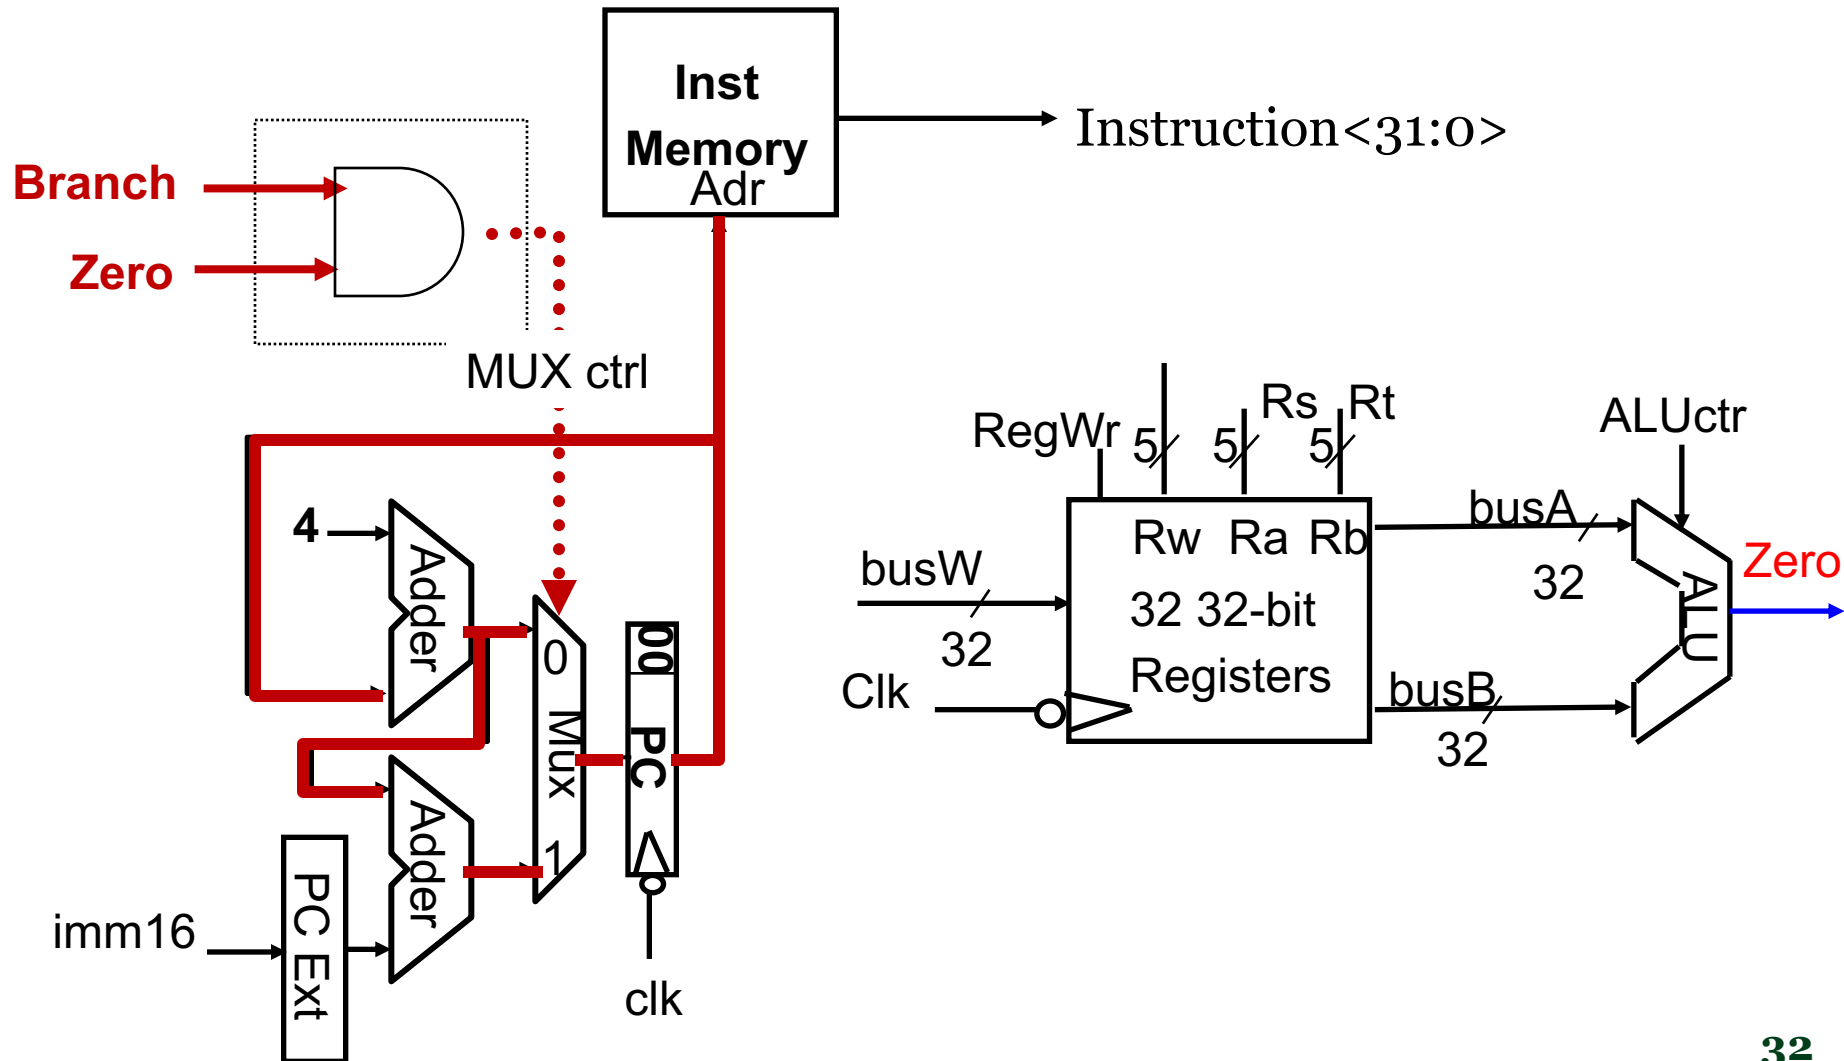 Inst
Memory
Adr
Instruction<31:0>
Branch
Zero
MUX ctrl
4
Adder
0
Mux
1
00
PC
Adder
imm16
PC Ext
clk
RegWr
5
5
Rs
5
Rt
ALUctr
busW
32
Clk
Rw Ra Rb
32 32-bit
Registers
busA
32
busB
32
ALU
Zero
32